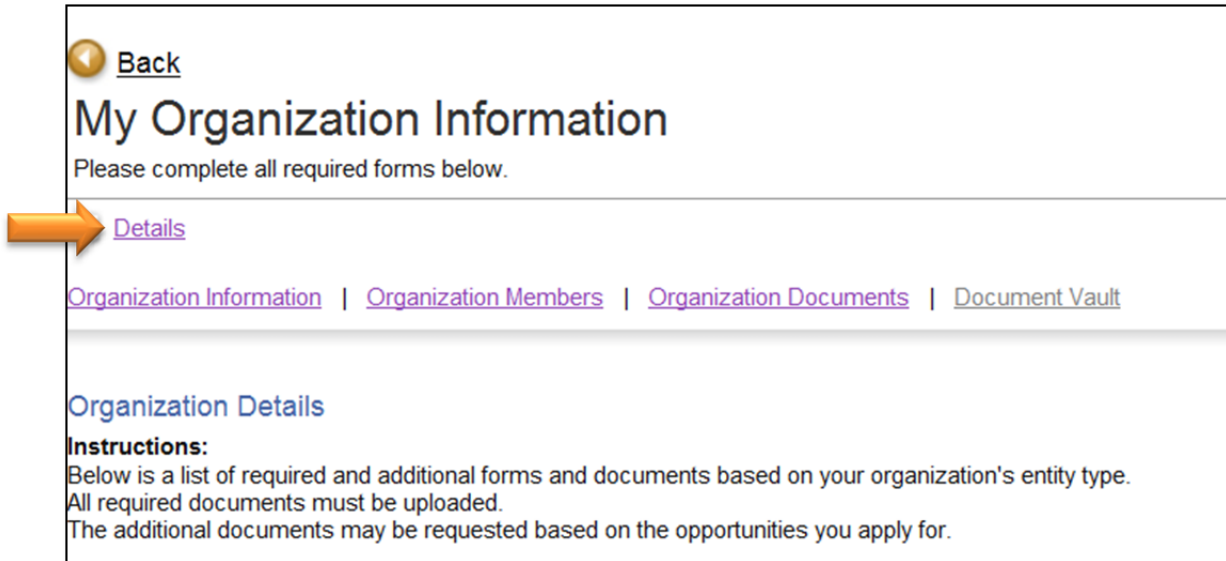 Back
My Organization Information
Please complete all required forms below.
Details
Organization Information | Organization Members | Organization Documents | Document Vault
Organization Details
Instructions:
Below is a list of required and additional forms and documents based on your organization's entity type.
All required documents must be uploaded.
The additional documents may be requested based on the opportunities you apply for.